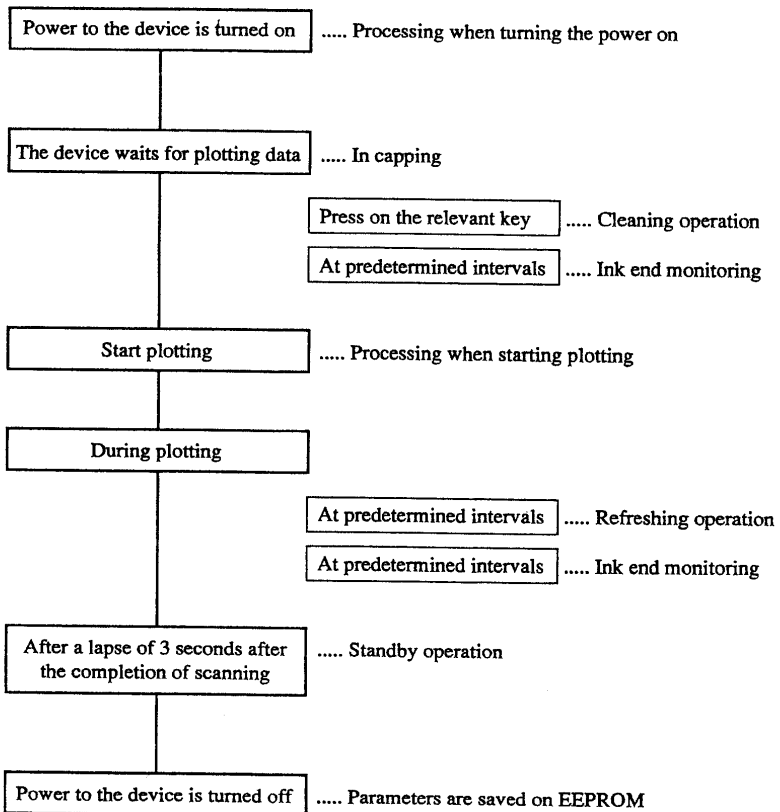 Power to the device is turned on ..... Processing when turning the power on
The device waits for plotting data ..... In capping
Press on the relevant key ..... Cleaning operation
At predetermined intervals ..... Ink end monitoring
Start plotting ..... Processing when starting plotting
During plotting
At predetermined intervals ..... Refreshing operation
At predetermined intervals ..... Ink end monitoring
After a lapse of 3 seconds after
the completion of scanning ..... Standby operation
Power to the device is turned off ..... Parameters are saved on EEPROM